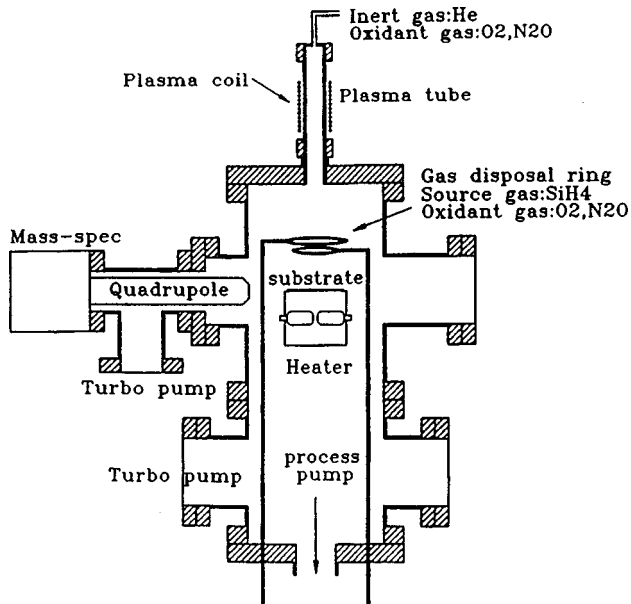 Inert gas:He
Oxidant gas:O2,N2O
Plasma coil
Plasma tube
Gas disposal ring
Source gas:SiH4
Oxidant gas:O2,N2O
Mass-spec
Quadrupole
substrate
Heater
Turbo pump
Turbo pump
process
pump